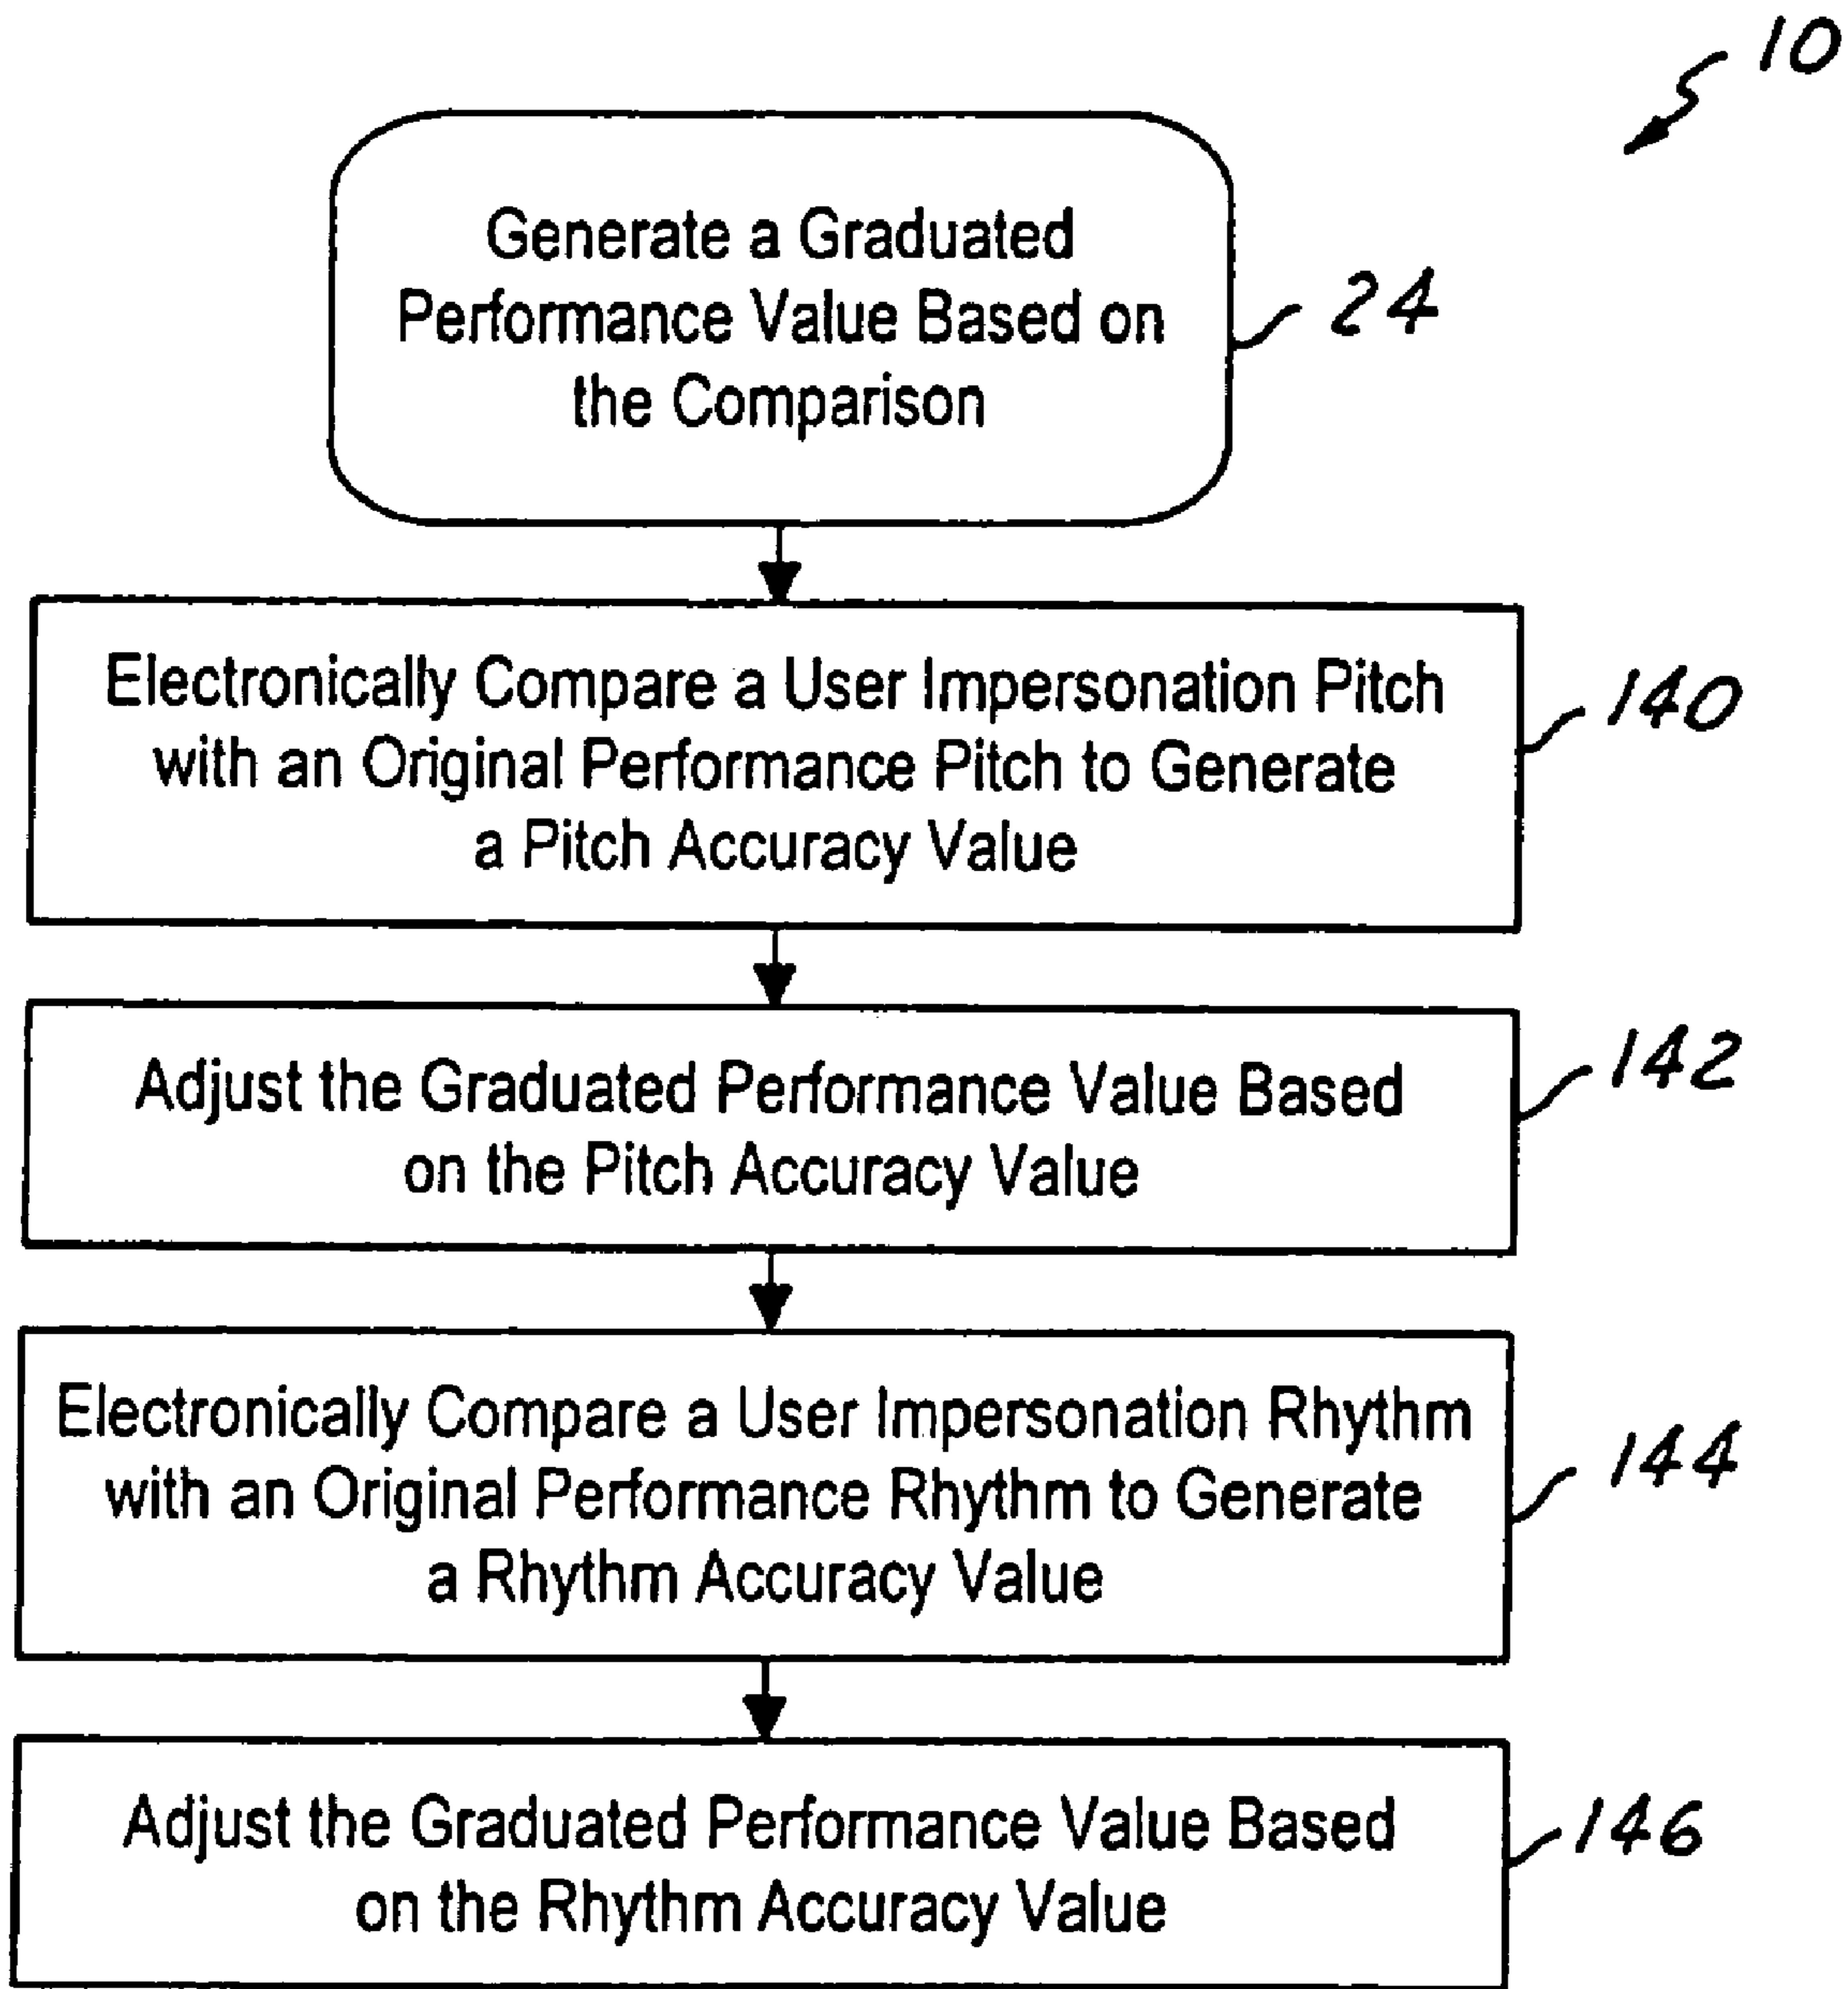 10
Generate a Graduated
Performance Value Based on
the Comparison
24
Electronically Compare a User Impersonation Pitch
with an Original Performance Pitch to Generate
a Pitch Accuracy Value
140
Adjust the Graduated Performance Value Based
on the Pitch Accuracy Value
142
Electronically Compare a User Impersonation Rhythm
with an Original Performance Rhythm to Generate
a Rhythm Accuracy Value
144
Adjust the Graduated Performance Value Based
on the Rhythm Accuracy Value
146